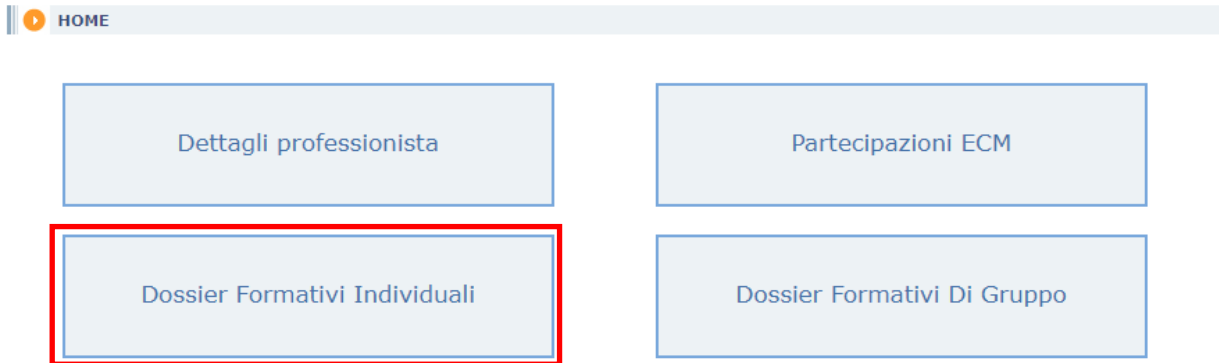 HOME
Dettagli professionista
Partecipazioni ECM
Dossier Formativi Individuali
Dossier Formativi Di Gruppo